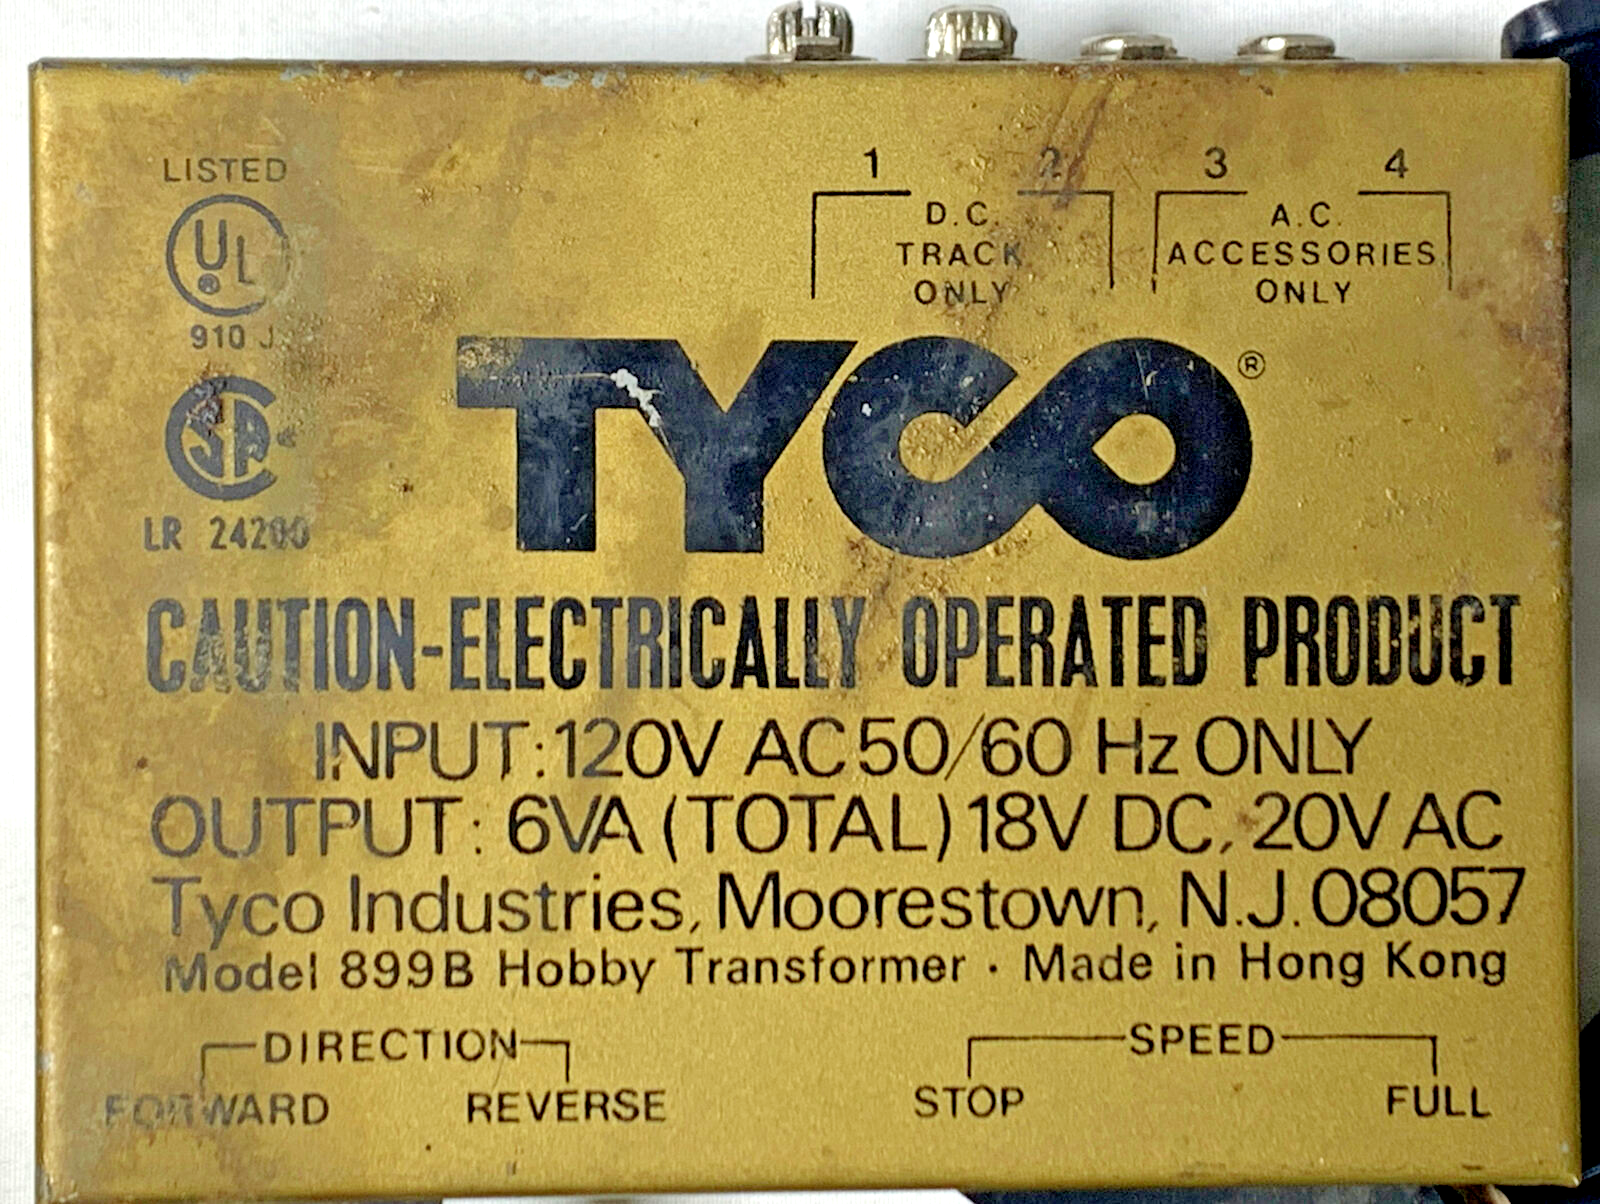 LISTED
UL
®
910 J
SA
LR 24200
1 2 3 4
D.C.
TRACK
ONLY
A.C.
ACCESSORIES
ONLY
TYCO®
CAUTION-ELECTRICALLY OPERATED PRODUCT
INPUT: 120V AC 50/60 Hz ONLY
OUTPUT: 6VA (TOTAL) 18V DC, 20V AC
Tyco Industries, Moorestown, N.J. 08057
Model 899B Hobby Transformer · Made in Hong Kong
DIRECTION
FORWARD REVERSE
SPEED
STOP FULL